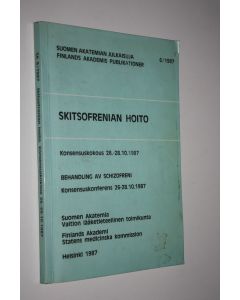 SUOMEN AKATEMIAN JULKAISUJA
FINLANDS AKADEMIS PUBLIKATIONER
6/1987
SKITSOFRENIAN HOITO
Konsensuskokous 26.-28.10.1987
BEHANDLING AV SCHIZOFRENI
Konsensuskonferens 26-28.10.1987
Suomen Akatemia
Valtion lääketieteellinen toimikunta
Finlands Akademi
Statens medicinska kommission
Helsinki 1987